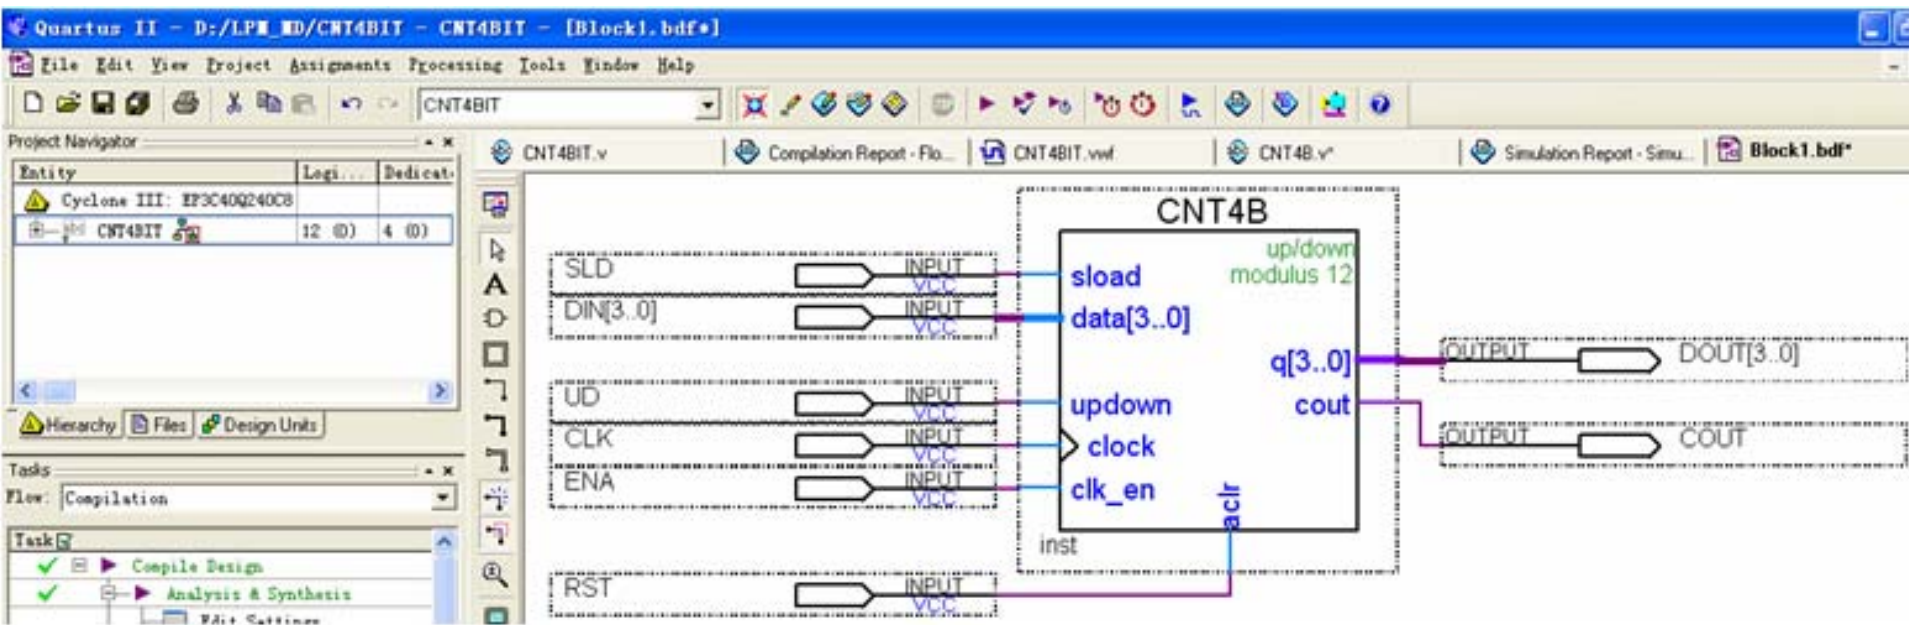 Quartus II - D:/LPM_MD/CNT4BIT - CNT4BIT - [Block1.bdf*]
File Edit View Project Assignments Processing Tools Window Help
CNT4BIT
Project Navigator
Entity Logi... Dedicat
Cyclone III: EP3C40Q240C8
CNT4BIT 12 (0) 4 (0)
Hierarchy Files Design Units
Tasks
Flow: Compilation
Task
Compile Design
Analysis & Synthesis
Edit Settings
CNT4BIT.v Compilation Report - Flo... CNT4BIT.vwf CNT4B.v* Simulation Report - Simu... Block1.bdf*
CNT4B
up/down
modulus 12
SLD INPUT VCC sload
DIN[3..0] INPUT VCC data[3..0]
q[3..0] OUTPUT DOUT[3..0]
UD INPUT VCC updown
cout OUTPUT COUT
CLK INPUT VCC clock
ENA INPUT VCC clk_en
aclr
inst
RST INPUT VCC